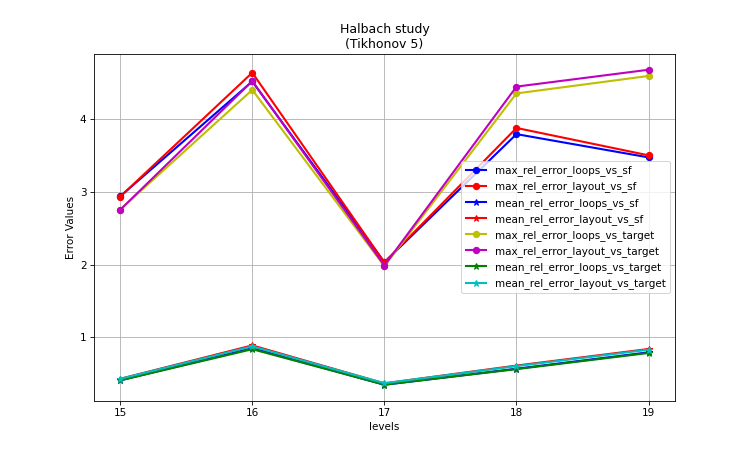 Halbach study
(Tikhonov 5)
Error Values
4
3
2
1
max_rel_error_loops_vs_sf
max_rel_error_layout_vs_sf
mean_rel_error_loops_vs_sf
mean_rel_error_layout_vs_sf
max_rel_error_loops_vs_target
max_rel_error_layout_vs_target
mean_rel_error_loops_vs_target
mean_rel_error_layout_vs_target
15 16 17 18 19
levels